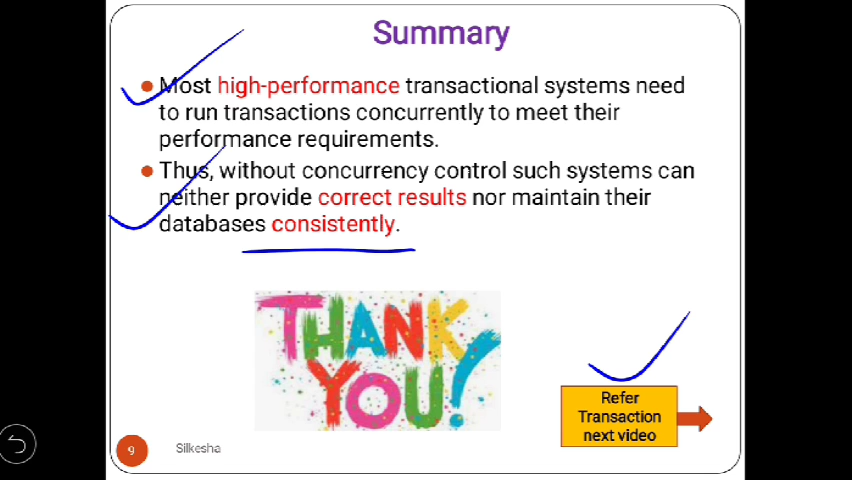 Summary
Most high-performance transactional systems need
to run transactions concurrently to meet their
performance requirements.
Thus, without concurrency control such systems can
neither provide correct results nor maintain their
databases consistently.
THANK
YOU!
Refer
Transaction
next video
9
Silkesha